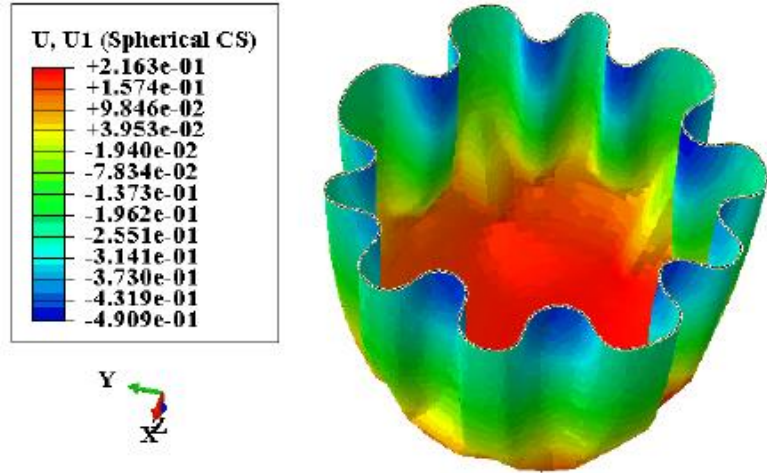 U, U1 (Spherical CS)
+2.163e-01
+1.574e-01
+9.846e-02
+3.953e-02
-1.940e-02
-7.834e-02
-1.373e-01
-1.962e-01
-2.551e-01
-3.141e-01
-3.730e-01
-4.319e-01
-4.909e-01
Y
X Z